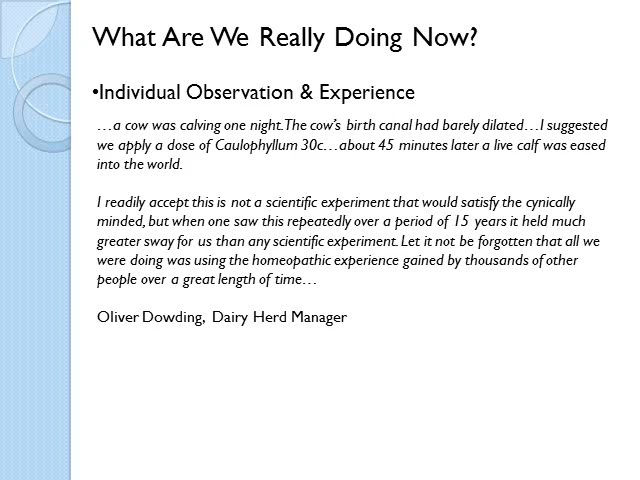 What Are We Really Doing Now?
•Individual Observation & Experience
…a cow was calving one night. The cow's birth canal had barely dilated…I suggested
we apply a dose of Caulophyllum 30c…about 45 minutes later a live calf was eased
into the world.
I readily accept this is not a scientific experiment that would satisfy the cynically
minded, but when one saw this repeatedly over a period of 15 years it held much
greater sway for us than any scientific experiment. Let it not be forgotten that all we
were doing was using the homeopathic experience gained by thousands of other
people over a great length of time…
Oliver Dowding, Dairy Herd Manager